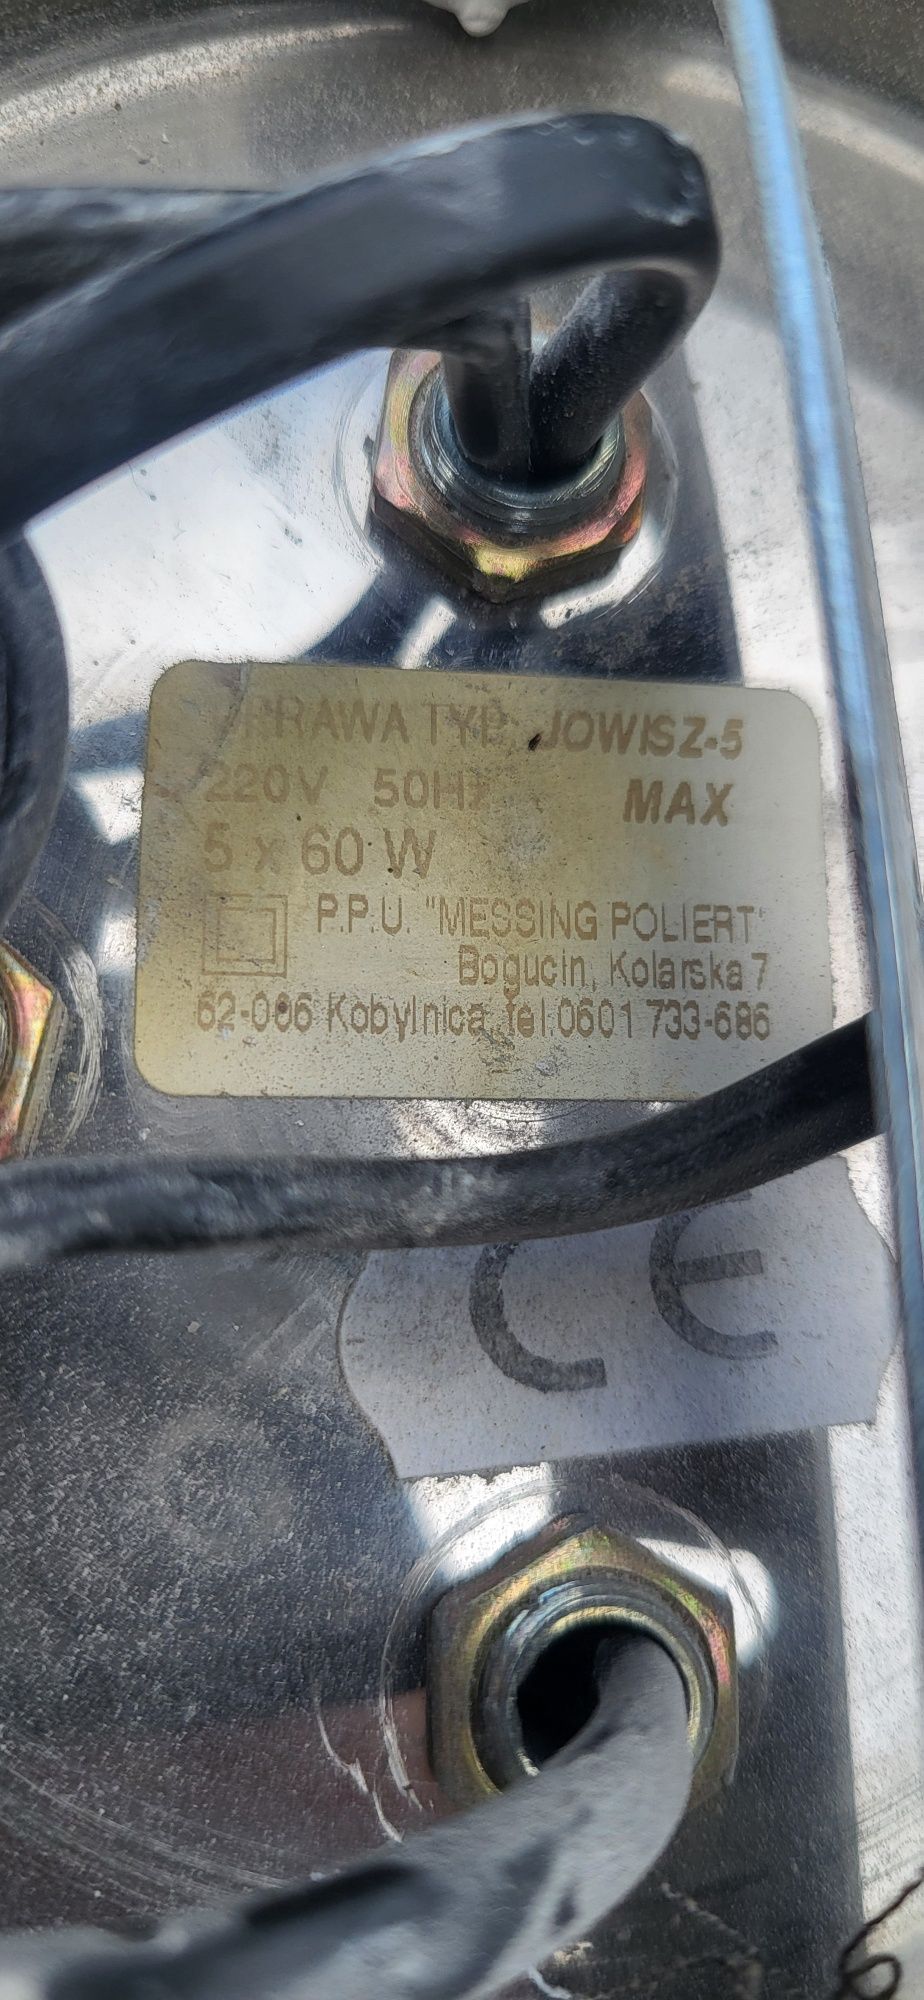 OPRAWA TYP JOWISZ-5
220V 50Hz MAX
5 x 60 W
P.P.U. "MESSING POLIERT"
Bogucin, Kolarska 7
62-006 Kobylnica tel.0601 733-686
CE